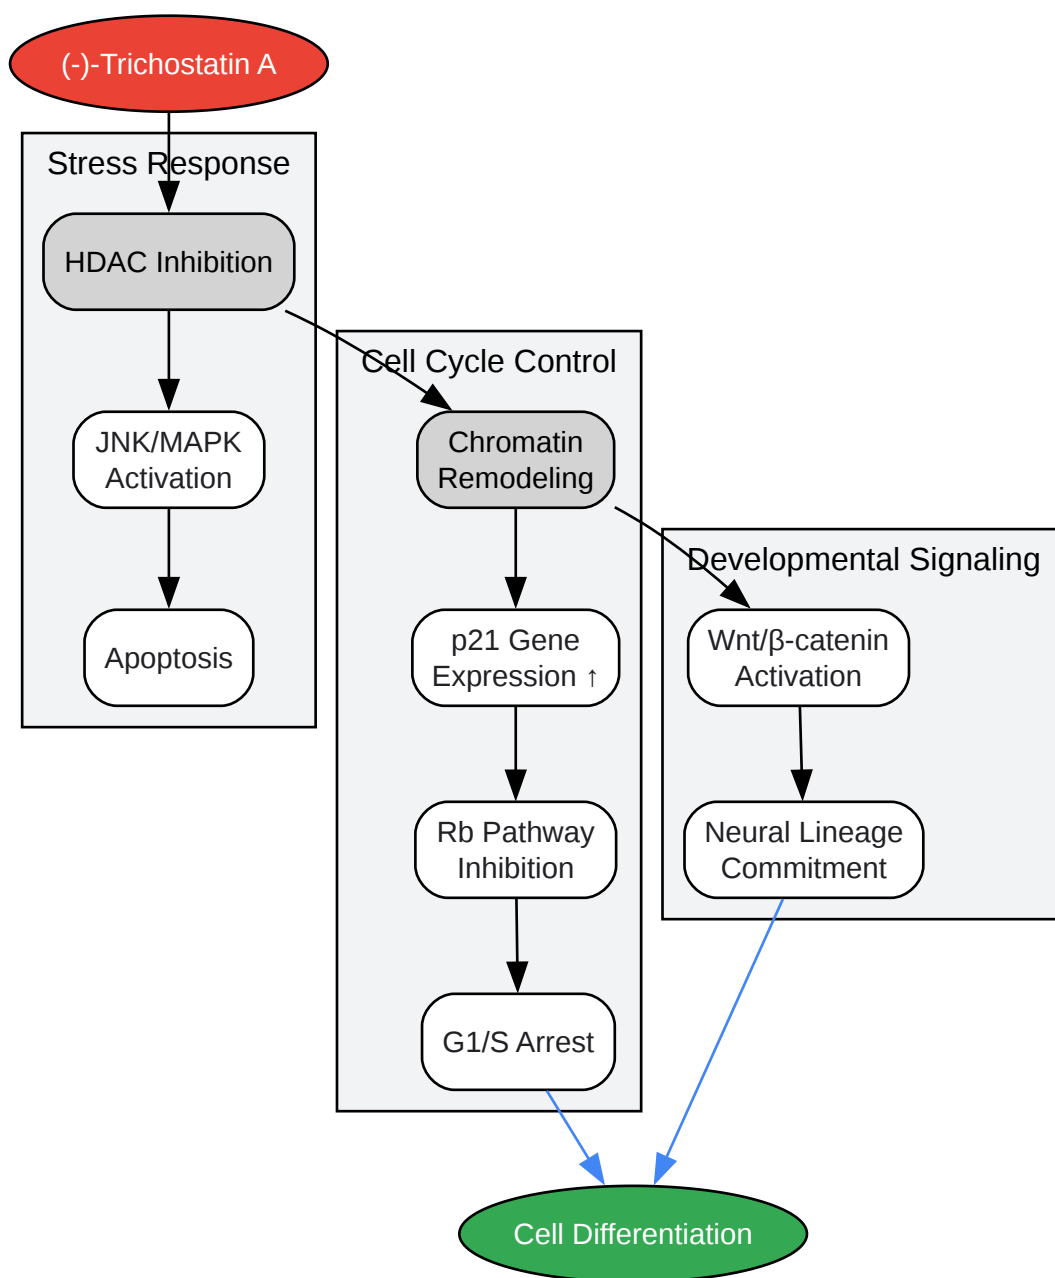 (-)-Trichostatin A
Stress Response
HDAC Inhibition
JNK/MAPK
Activation
Apoptosis
Cell Cycle Control
Chromatin
Remodeling
p21 Gene
Expression ↑
Rb Pathway
Inhibition
G1/S Arrest
Developmental Signaling
Wnt/β-catenin
Activation
Neural Lineage
Commitment
Cell Differentiation